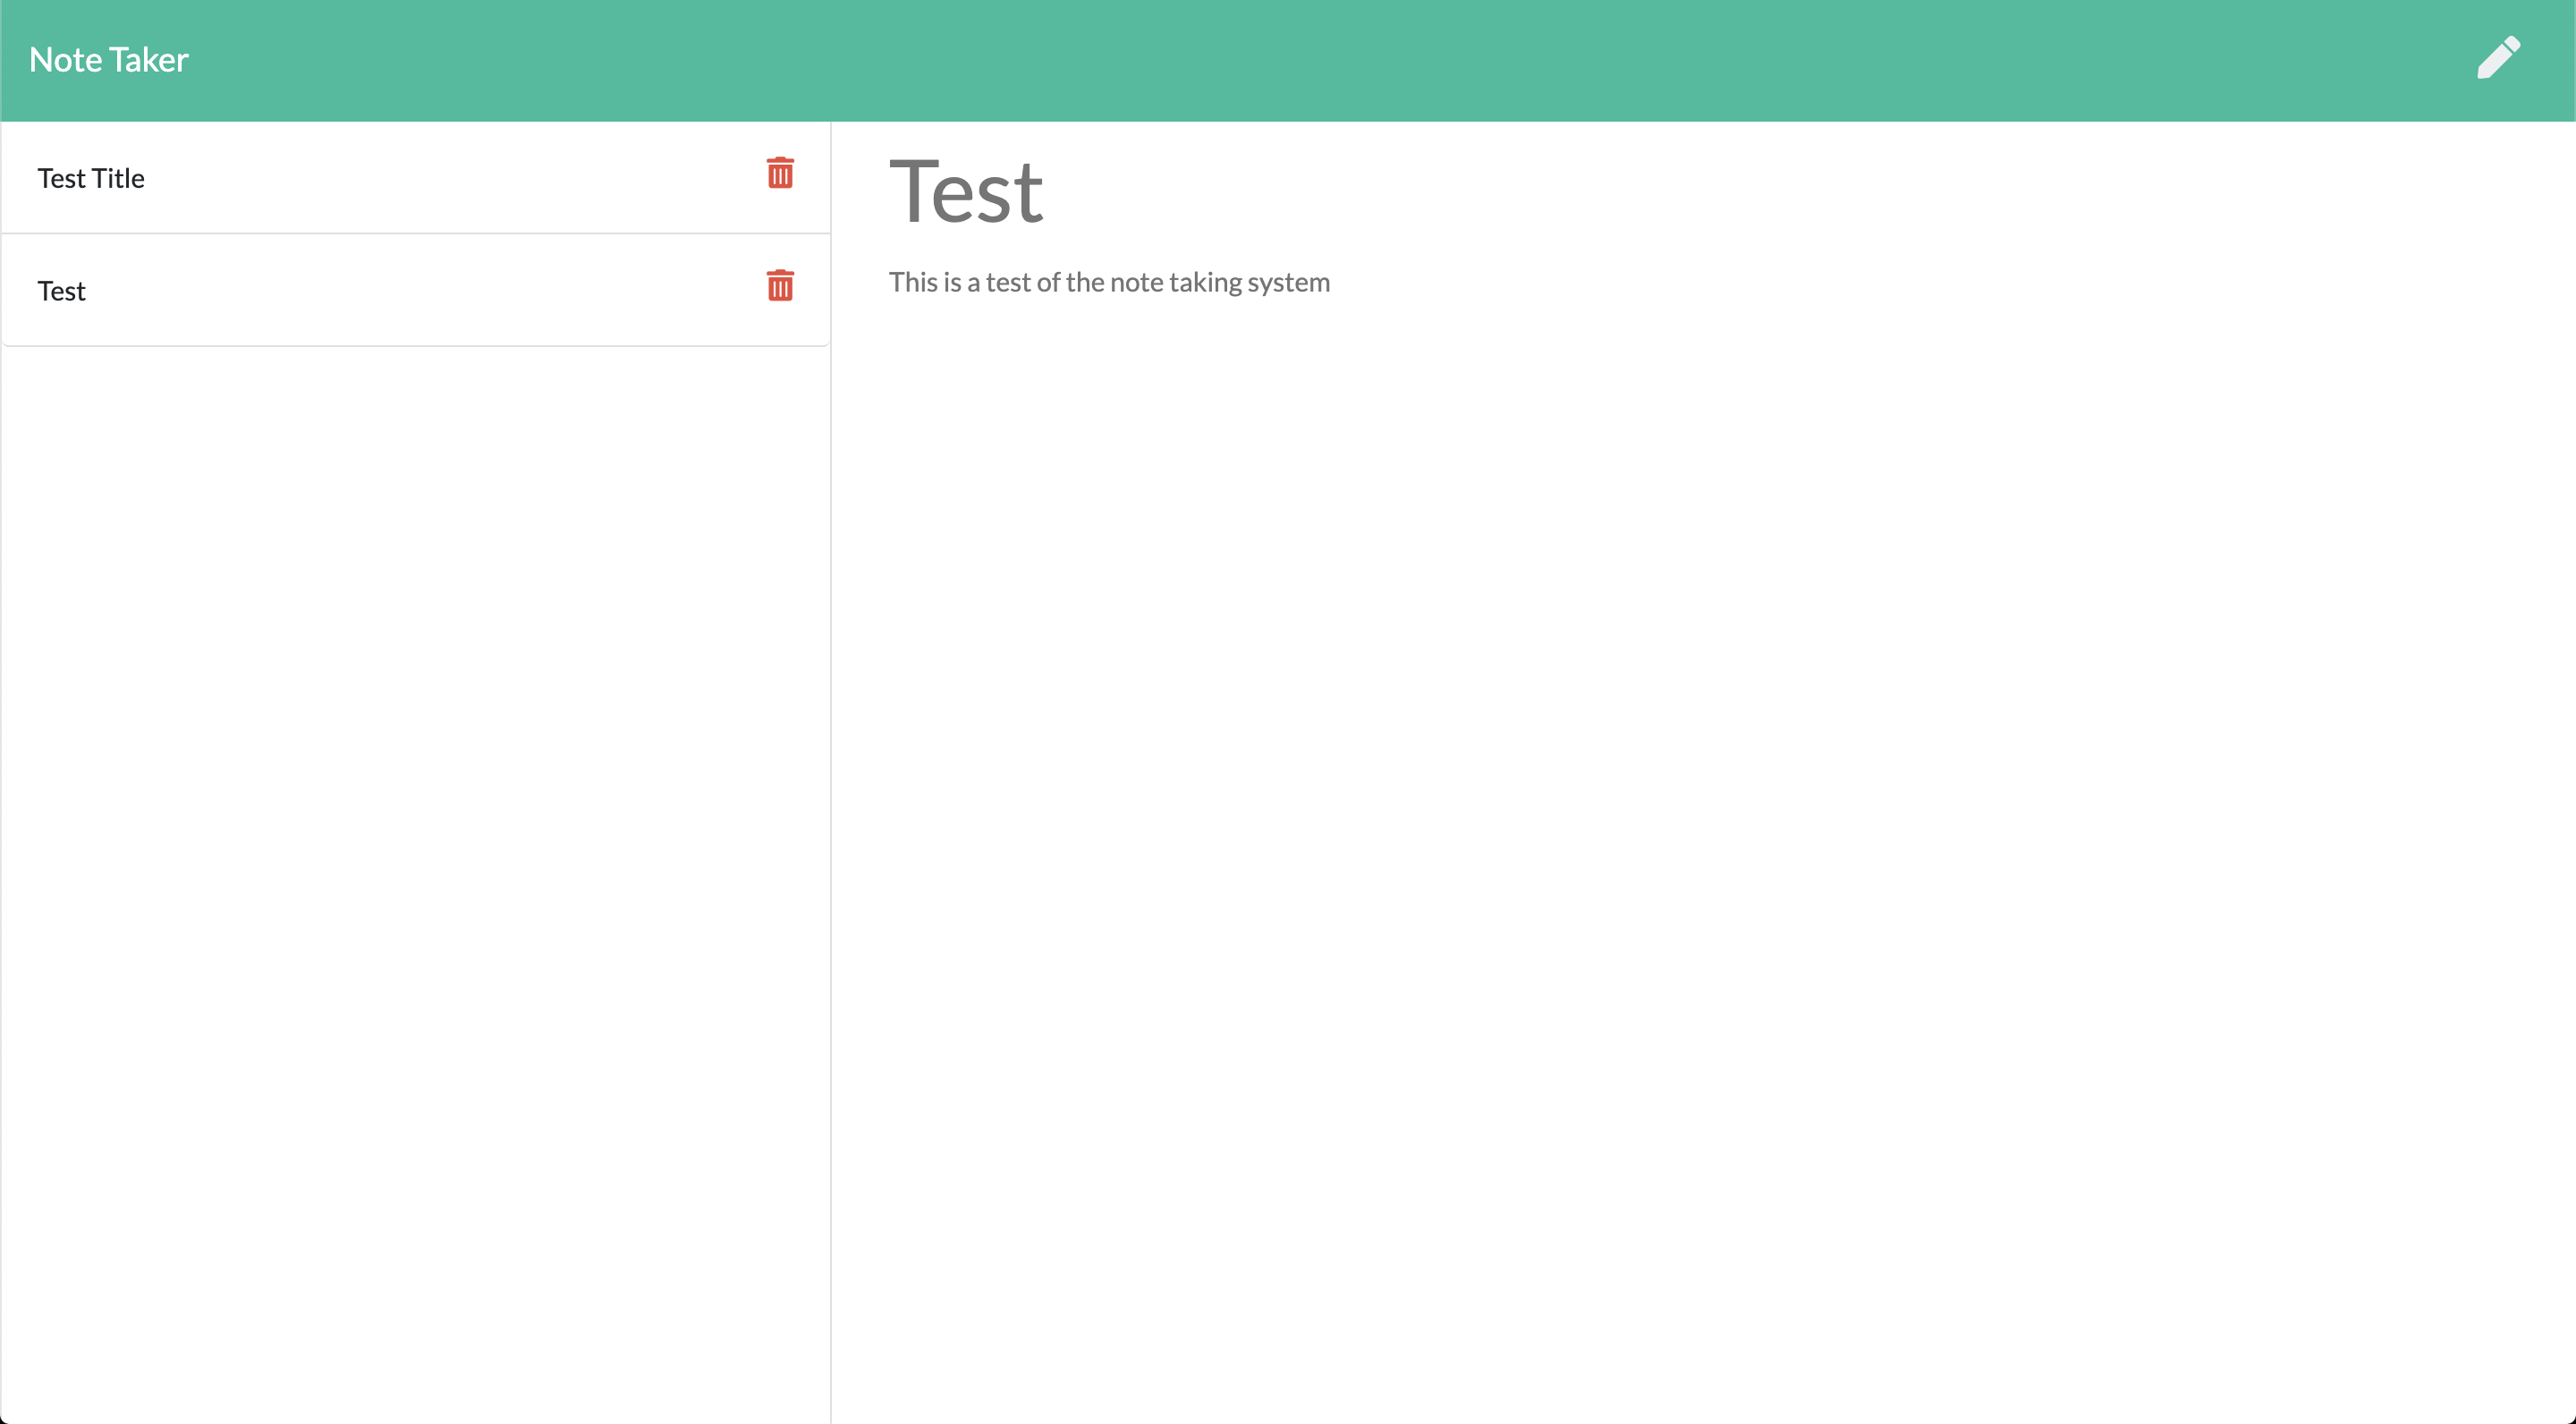 Note Taker
Test Title
Test
Test
This is a test of the note taking system